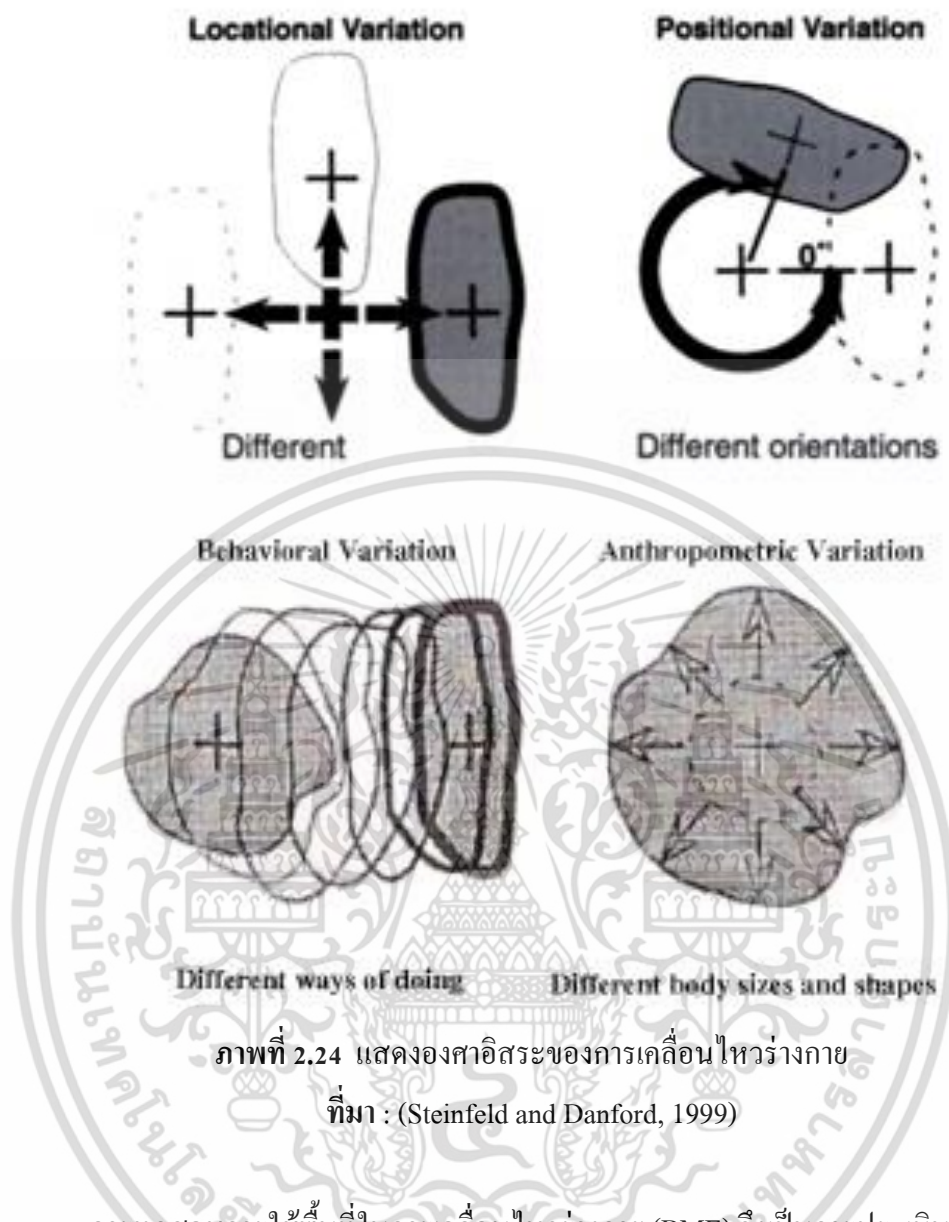 Locational Variation
Positional Variation
0°
Different
Different orientations
Behavioral Variation
Anthropometric Variation
Different ways of doing
Different body sizes and shapes
ภาพที่ 2.24 แสดงองศาอิสระของการเคลื่อนไหวร่างกาย
ที่มา : (Steinfeld and Danford, 1999)